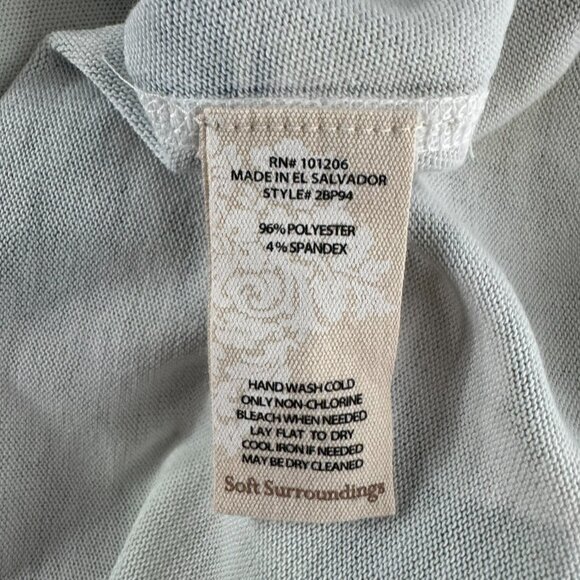 RN# 101206
MADE IN EL SALVADOR
STYLE# 2BP94
96% POLYESTER
4% SPANDEX
HAND WASH COLD
ONLY NON-CHLORINE
BLEACH WHEN NEEDED
LAY FLAT TO DRY
COOL IRON IF NEEDED
MAY BE DRY CLEANED
Soft Surroundings